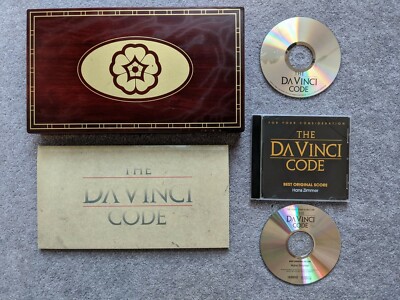 THE
DA VINCI
CODE
THE
DA VINCI
CODE
FOR YOUR CONSIDERATION
THE
DA VINCI
CODE
BEST ORIGINAL SCORE
Hans Zimmer
THE
DA VINCI
CODE